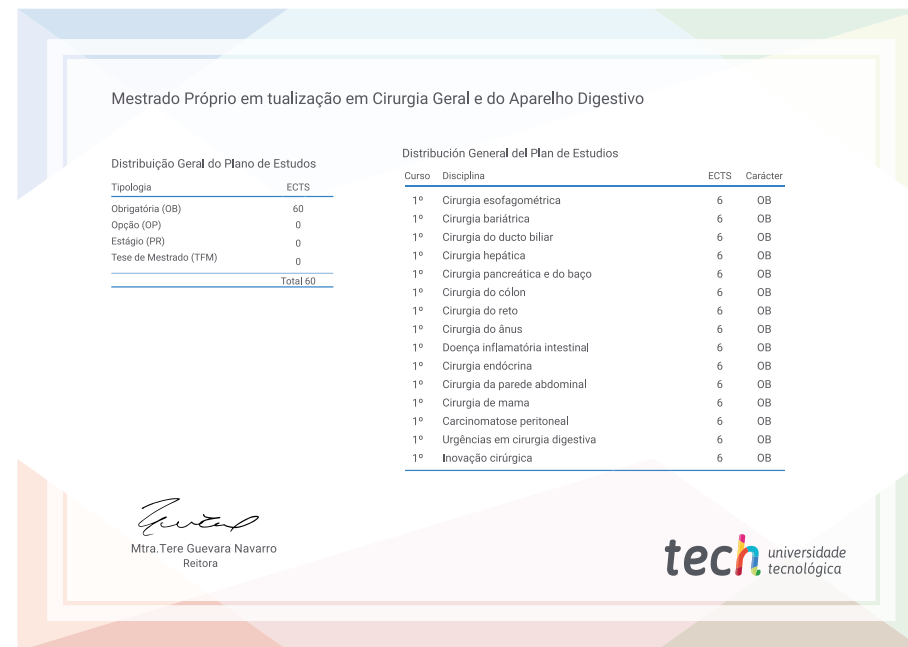 Mestrado Próprio em tualização em Cirurgia Geral e do Aparelho Digestivo
Distribuição Geral do Plano de Estudos
Tipologia ECTS
Obrigatória (OB) 60
Opção (OP) 0
Estágio (PR) 0
Tese de Mestrado (TFM) 0
Total 60
Distribución General del Plan de Estudios
Curso Disciplina ECTS Carácter
1º Cirurgia esofagométrica 6 OB
1º Cirurgia bariátrica 6 OB
1º Cirurgia do ducto biliar 6 OB
1º Cirurgia hepática 6 OB
1º Cirurgia pancreática e do baço 6 OB
1º Cirurgia do cólon 6 OB
1º Cirurgia do reto 6 OB
1º Cirurgia do ânus 6 OB
1º Doença inflamatória intestinal 6 OB
1º Cirurgia endócrina 6 OB
1º Cirurgia da parede abdominal 6 OB
1º Cirurgia de mama 6 OB
1º Carcinomatose peritoneal 6 OB
1º Urgências em cirurgia digestiva 6 OB
1º Inovação cirúrgica 6 OB
Mtra.Tere Guevara Navarro
Reitora
tech universidade
tecnológica